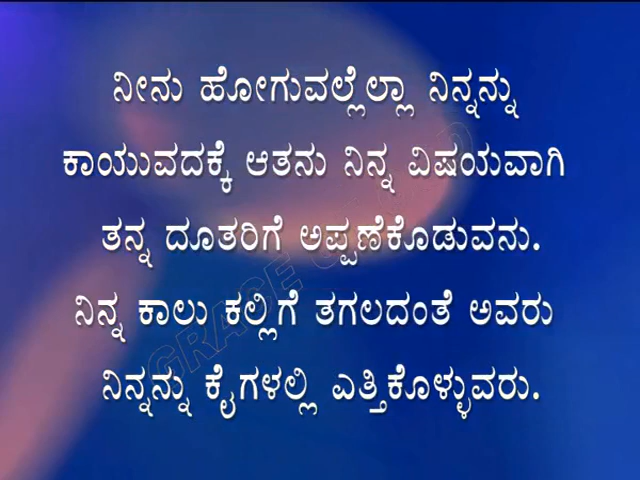 ನೀನು ಹೋಗುವಲ್ಲೆಲ್ಲಾ ನಿನ್ನನ್ನು
ಕಾಯುವದಕ್ಕೆ ಆತನು ನಿನ್ನ ವಿಷಯವಾಗಿ
ತನ್ನ ದೂತರಿಗೆ ಅಪ್ಪಣೆಕೊಡುವನು.
ನಿನ್ನ ಕಾಲು ಕಲ್ಲಿಗೆ ತಗಲದಂತೆ ಅವರು
ನಿನ್ನನ್ನು ಕೈಗಳಲ್ಲಿ ಎತ್ತಿಕೊಳ್ಳುವರು.
GRACE